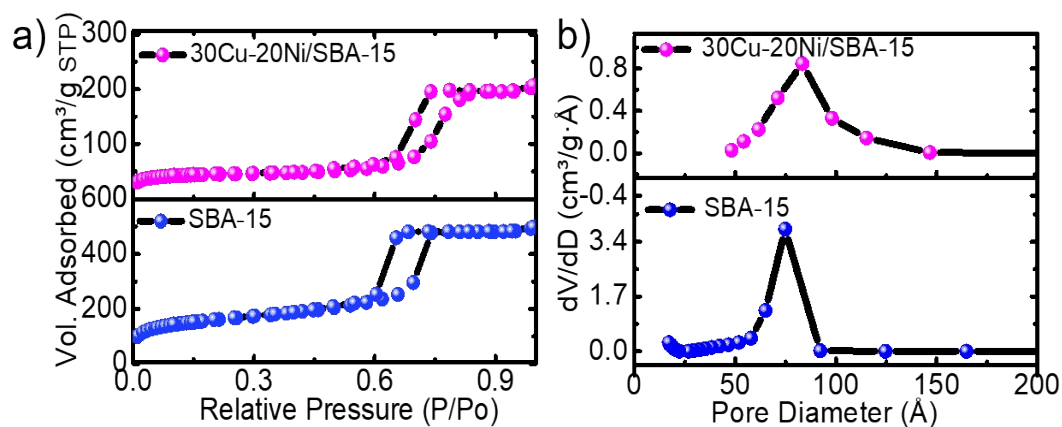 a)
Vol. Adsorbed (cm³/g STP)
300
200
100
600
400
200
0
30Cu-20Ni/SBA-15
SBA-15
0.0 0.3 0.6 0.9
Relative Pressure (P/Po)
b)
dV/dD (cm³/g·Å)
0.8
0.4
0.0
-0.4
3.4
1.7
0.0
30Cu-20Ni/SBA-15
SBA-15
0 50 100 150 200
Pore Diameter (Å)